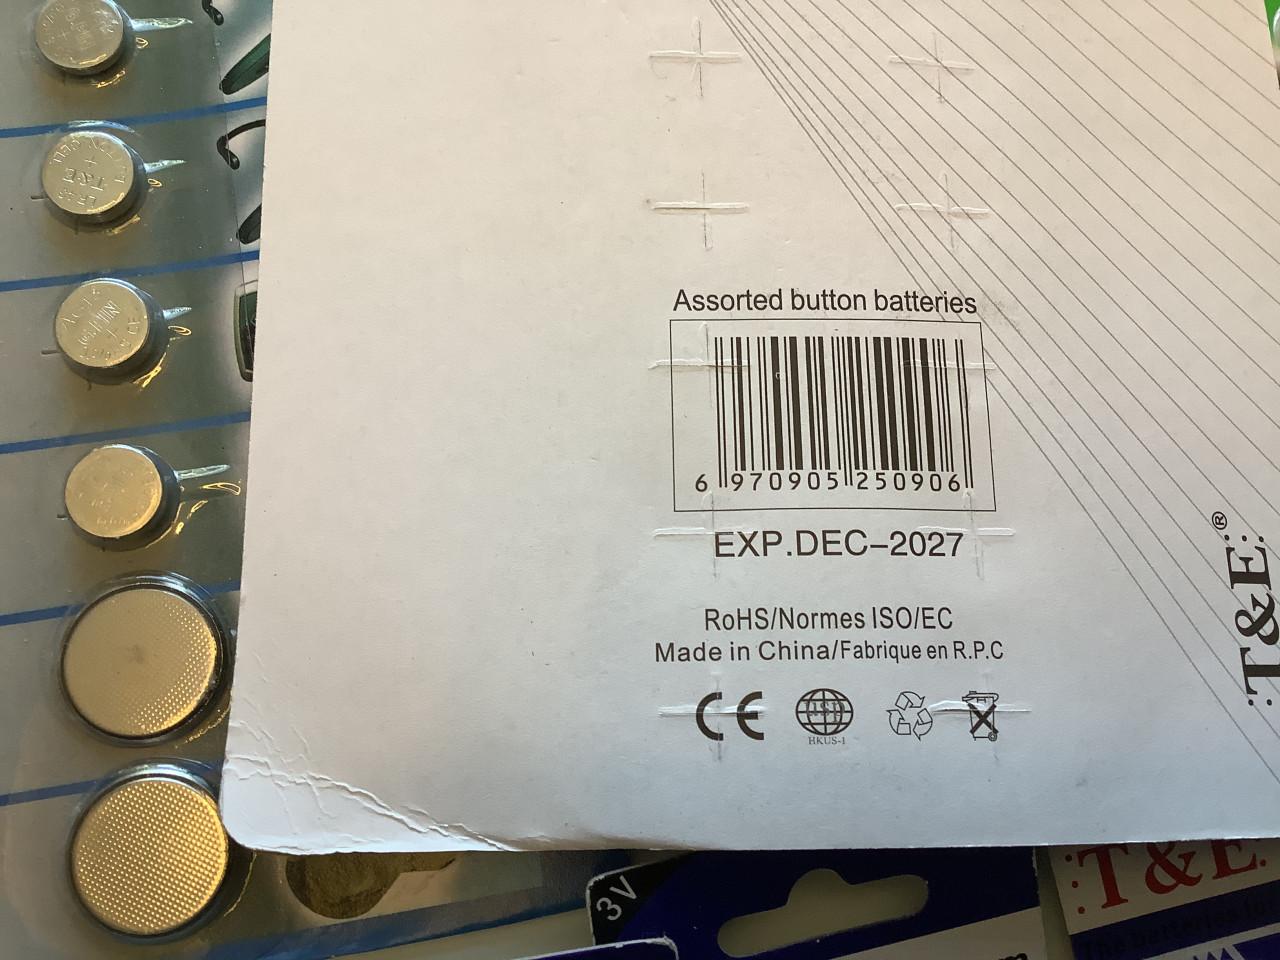 Assorted button batteries
6 970905 250906
EXP.DEC-2027
RoHS/Normes ISO/EC
Made in China/Fabrique en R.P.C
CE
HKUS-1
T&E®
T&E
3V
T&E